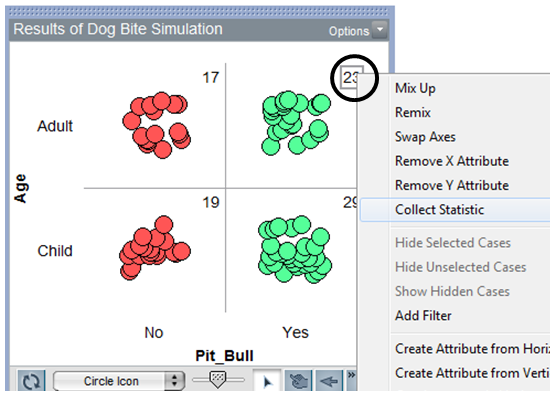 Results of Dog Bite Simulation
Options
17
23
Adult
Age
19
29
Child
No
Yes
Pit_Bull
Circle Icon
»
Mix Up
Remix
Swap Axes
Remove X Attribute
Remove Y Attribute
Collect Statistic
Hide Selected Cases
Hide Unselected Cases
Show Hidden Cases
Add Filter
Create Attribute from Hori
Create Attribute from Verti